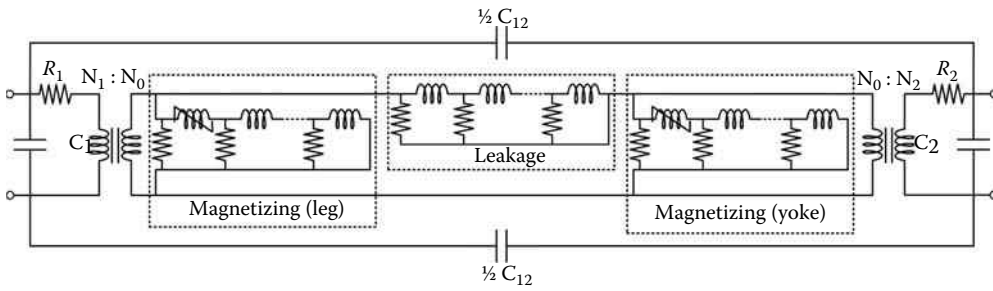 ½ C₁₂
R₁
N₁ : N₀
N₀ : N₂
R₂
C₁
Leakage
C₂
Magnetizing (leg)
Magnetizing (yoke)
½ C₁₂